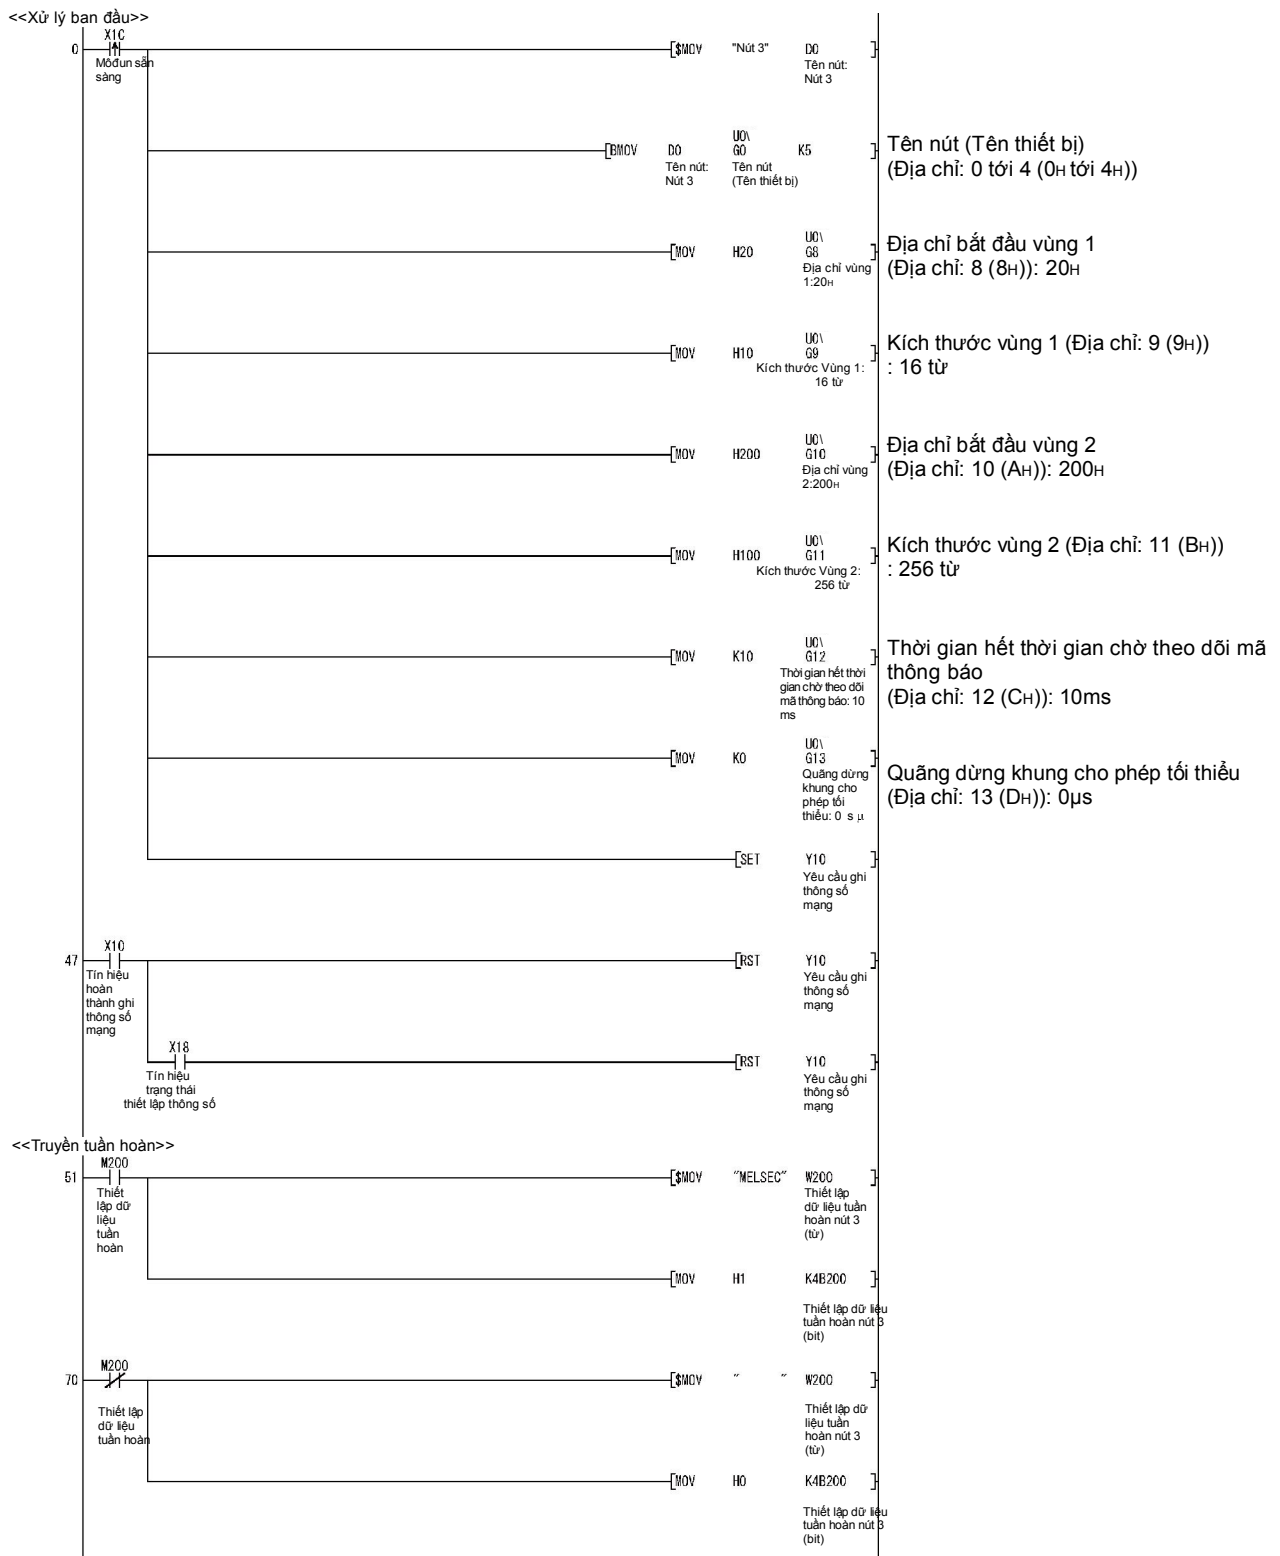 <<Xử lý ban đầu>>
X1C
0
Môđun sẵn
sàng
$MOV "Nút 3" D0
Tên nút:
Nút 3
U0\
BMOV D0 G0 K5
Tên nút:
Nút 3
Tên nút
(Tên thiết bị)
Tên nút (Tên thiết bị)
(Địa chỉ: 0 tới 4 (0H tới 4H))
U0\
MOV H20 G8
Địa chỉ vùng
1:20H
Địa chỉ bắt đầu vùng 1
(Địa chỉ: 8 (8H)): 20H
U0\
MOV H10 G9
Kích thước Vùng 1:
16 từ
Kích thước vùng 1 (Địa chỉ: 9 (9H))
: 16 từ
U0\
MOV H200 G10
Địa chỉ vùng
2:200H
Địa chỉ bắt đầu vùng 2
(Địa chỉ: 10 (AH)): 200H
U0\
MOV H100 G11
Kích thước Vùng 2:
256 từ
Kích thước vùng 2 (Địa chỉ: 11 (BH))
: 256 từ
U0\
MOV K10 G12
Thời gian hết thời
gian chờ theo dõi
mã thông báo: 10
ms
Thời gian hết thời gian chờ theo dõi mã
thông báo
(Địa chỉ: 12 (CH)): 10ms
U0\
MOV K0 G13
Quãng dừng
khung cho
phép tối
thiểu: 0 s µ
Quãng dừng khung cho phép tối thiểu
(Địa chỉ: 13 (DH)): 0µs
SET Y10
Yêu cầu ghi
thông số
mạng
X10
47
Tín hiệu
hoàn
thành ghi
thông số
mạng
RST Y10
Yêu cầu ghi
thông số
mạng
X18
Tín hiệu
trạng thái
thiết lập thông số
RST Y10
Yêu cầu ghi
thông số
mạng
<<Truyền tuần hoàn>>
M200
51
Thiết
lập dữ
liệu
tuần
hoàn
$MOV "MELSEC" W200
Thiết lập
dữ liệu tuần
hoàn nút 3
(từ)
MOV H1 K4B200
Thiết lập dữ liệu
tuần hoàn nút 3
(bit)
M200
70
Thiết lập
dữ liệu
tuần hoàn
$MOV " " W200
Thiết lập dữ
liệu tuần
hoàn nút 3
(từ)
MOV H0 K4B200
Thiết lập dữ liệu
tuần hoàn nút 3
(bit)